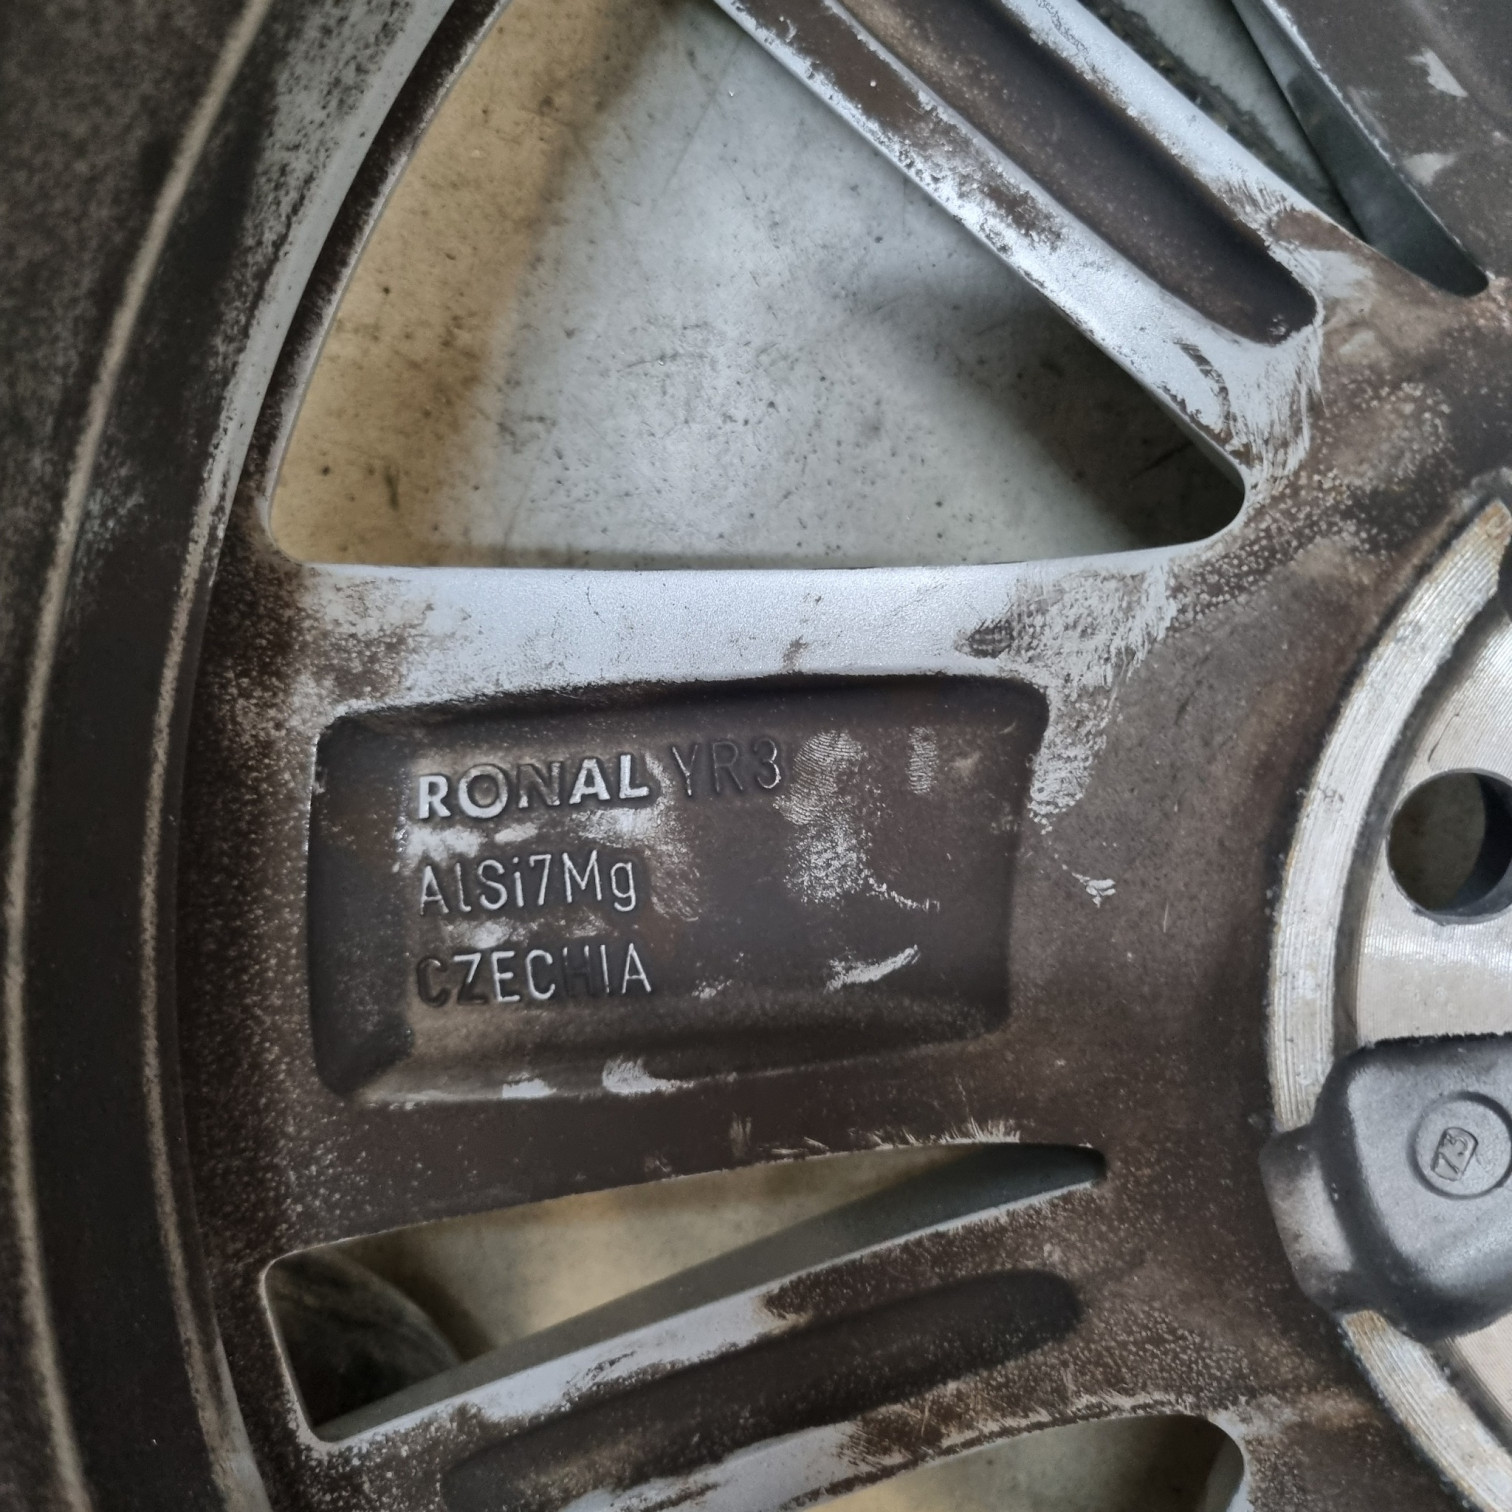 RONAL YR3
AlSi7Mg
CZECHIA